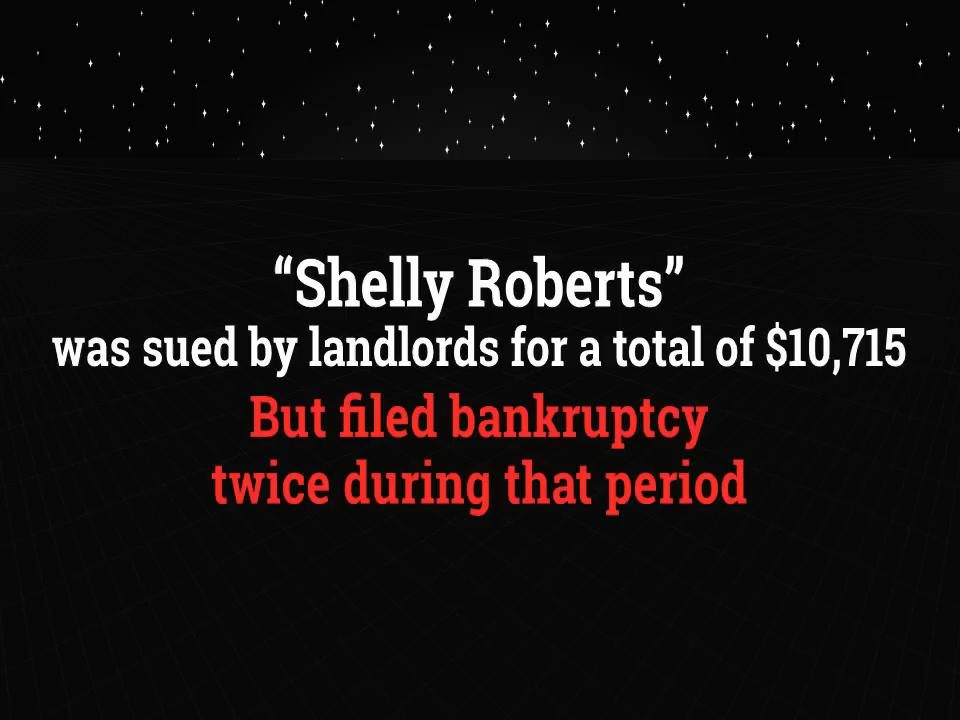 “Shelly Roberts”
was sued by landlords for a total of $10,715
But filed bankruptcy
twice during that period